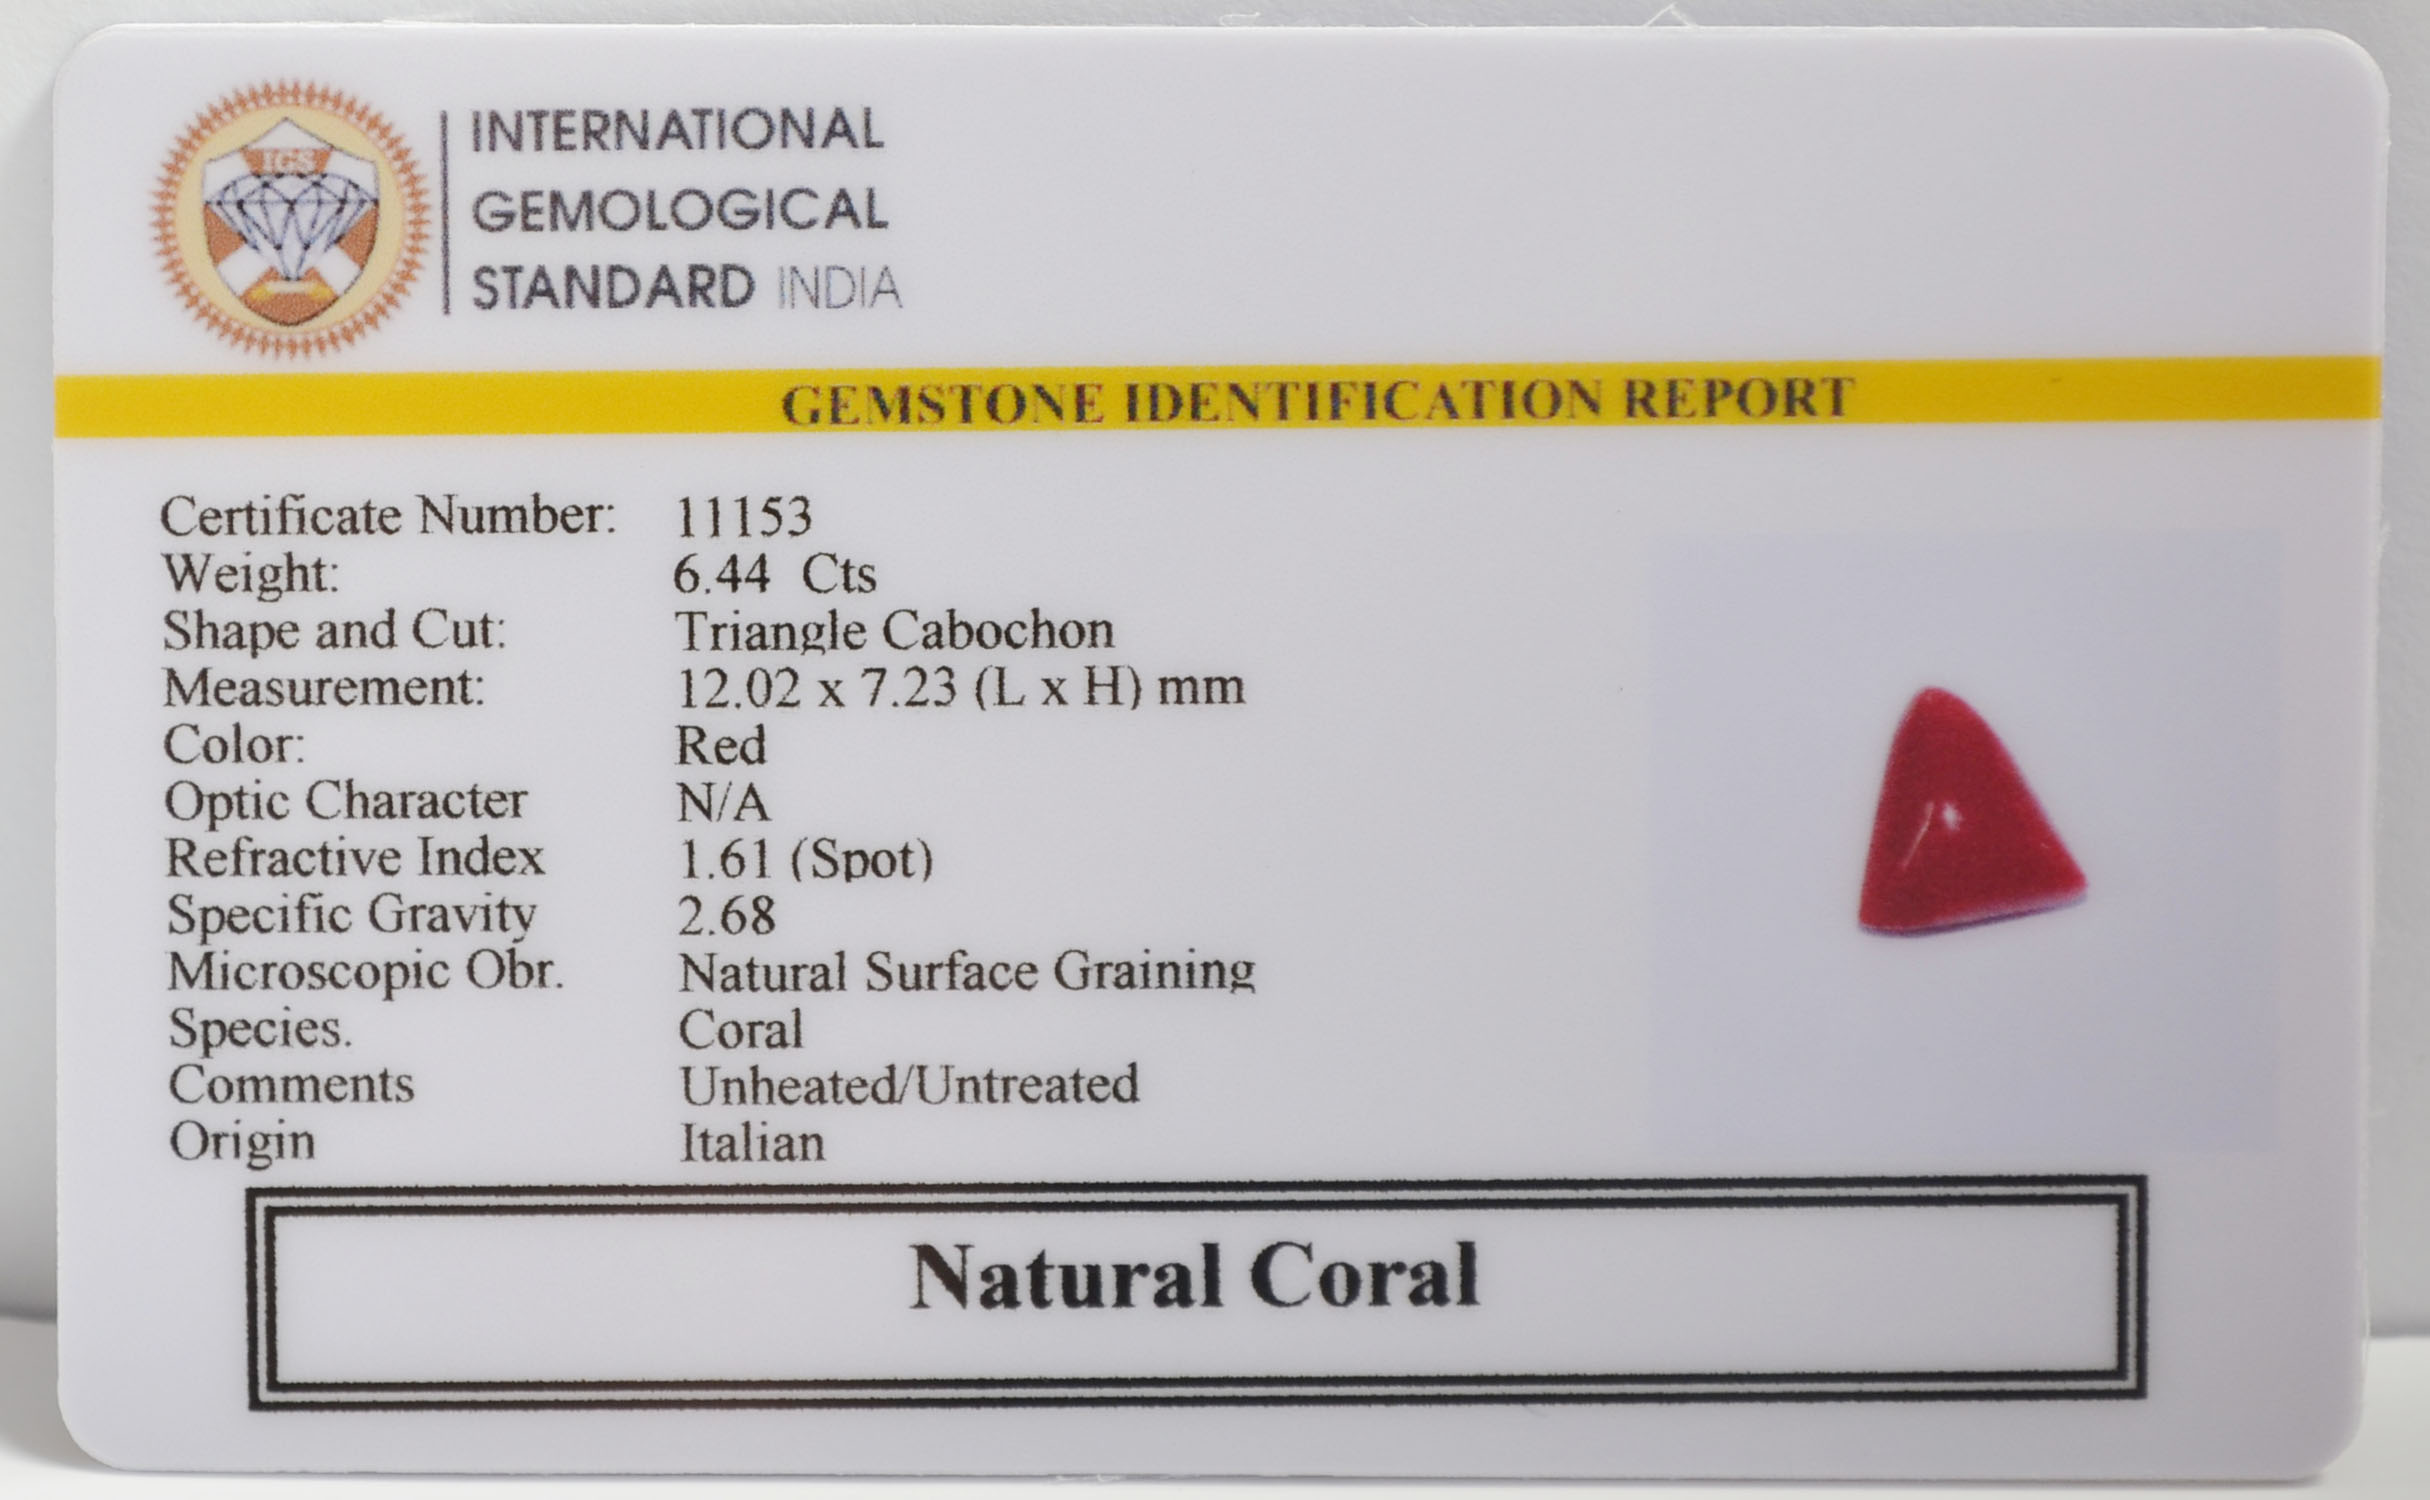 IGS
INTERNATIONAL
GEMOLOGICAL
STANDARD INDIA
GEMSTONE IDENTIFICATION REPORT
Certificate Number: 11153
Weight: 6.44 Cts
Shape and Cut: Triangle Cabochon
Measurement: 12.02 x 7.23 (L x H) mm
Color: Red
Optic Character N/A
Refractive Index 1.61 (Spot)
Specific Gravity 2.68
Microscopic Obr. Natural Surface Graining
Species. Coral
Comments Unheated/Untreated
Origin Italian
Natural Coral